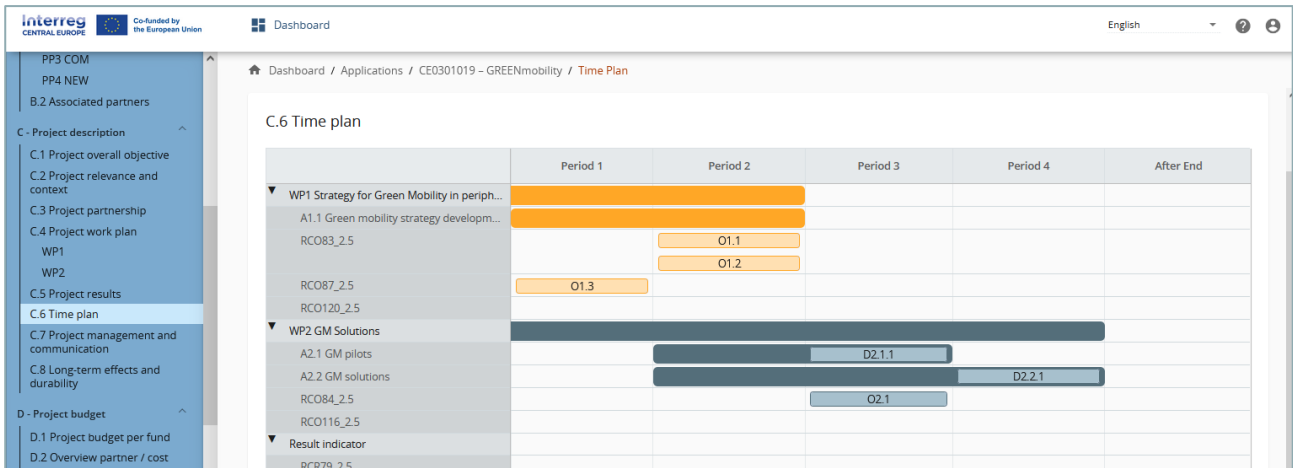 Interreg
CENTRAL EUROPE
Co-funded by
the European Union
Dashboard
English
PP3 COM
PP4 NEW
B.2 Associated partners
C - Project description
C.1 Project overall objective
C.2 Project relevance and
context
C.3 Project partnership
C.4 Project work plan
WP1
WP2
C.5 Project results
C.6 Time plan
C.7 Project management and
communication
C.8 Long-term effects and
durability
D - Project budget
D.1 Project budget per fund
D.2 Overview partner / cost
Dashboard / Applications / CE0301019 – GREENmobility / Time Plan
C.6 Time plan
Period 1 Period 2 Period 3 Period 4 After End
WP1 Strategy for Green Mobility in periph...
A1.1 Green mobility strategy developm...
RCO83_2.5 O1.1
O1.2
RCO87_2.5 O1.3
RCO120_2.5
WP2 GM Solutions
A2.1 GM pilots D2.1.1
A2.2 GM solutions D2.2.1
RCO84_2.5 O2.1
RCO116_2.5
Result indicator
RCR79_2.5